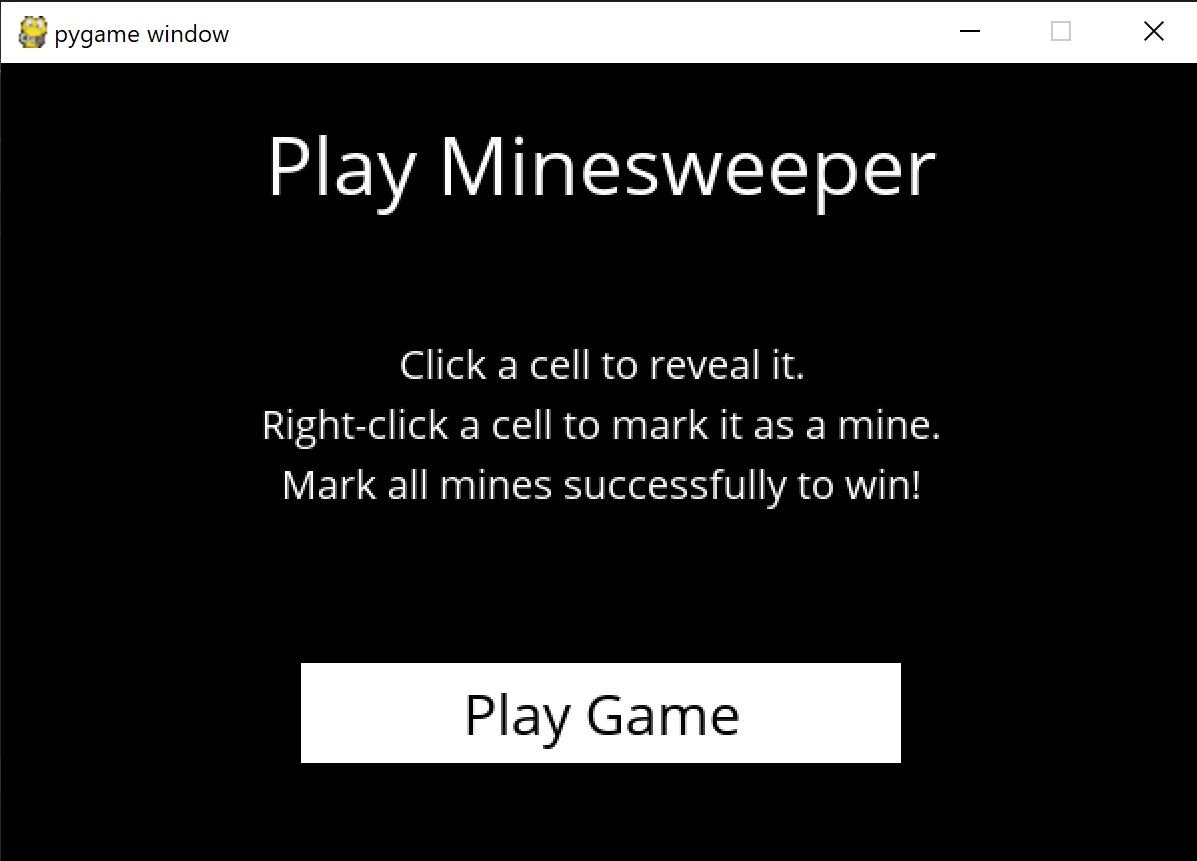 pygame window
Play Minesweeper
Click a cell to reveal it.
Right-click a cell to mark it as a mine.
Mark all mines successfully to win!
Play Game